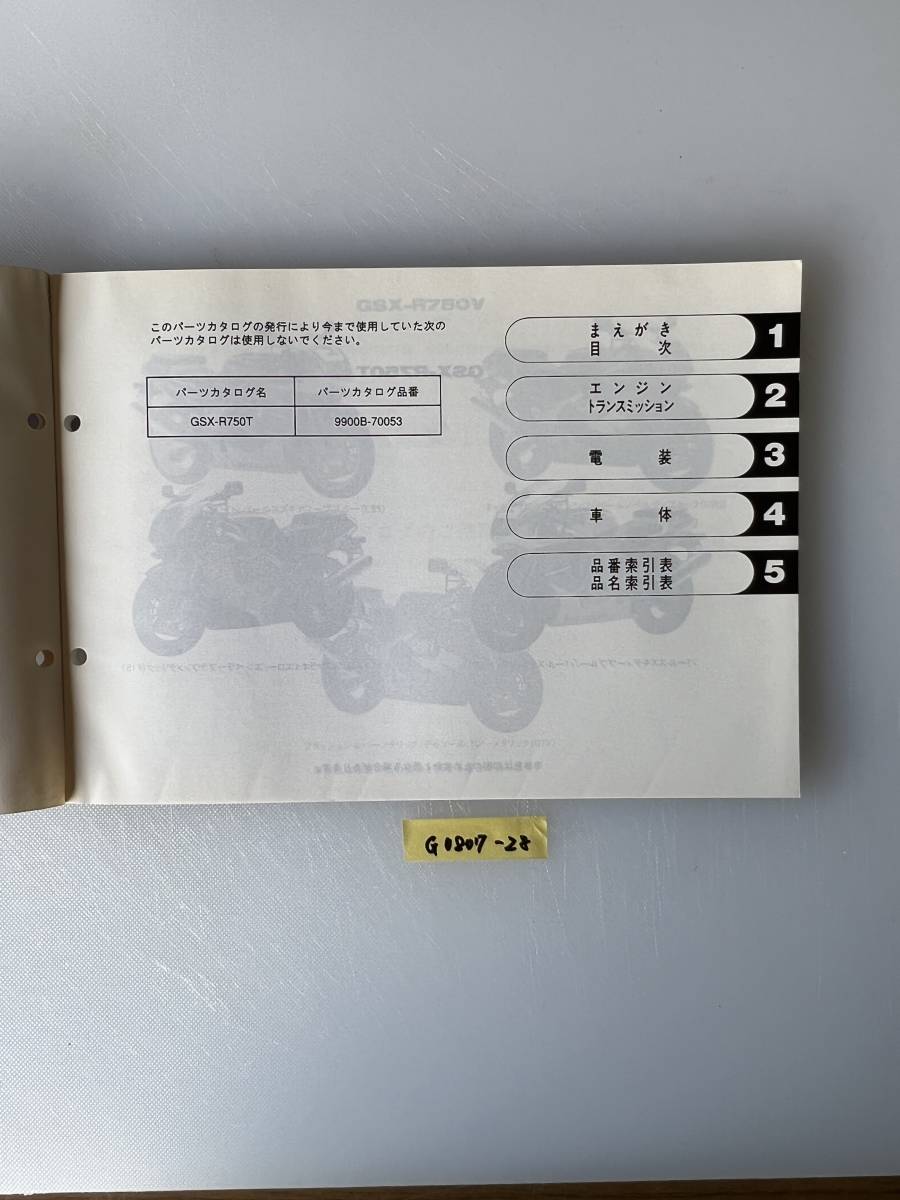 GSX-R750V
GSX-R750T
このパーツカタログの発行により今まで使用していた次の
パーツカタログは使用しないでください。
パーツカタログ名 パーツカタログ品番
GSX-R750T 9900B-70053
まえがき
目次
1
エンジン
トランスミッション
2
電装
3
車体
4
品番索引表
品名索引表
5
G1807-28